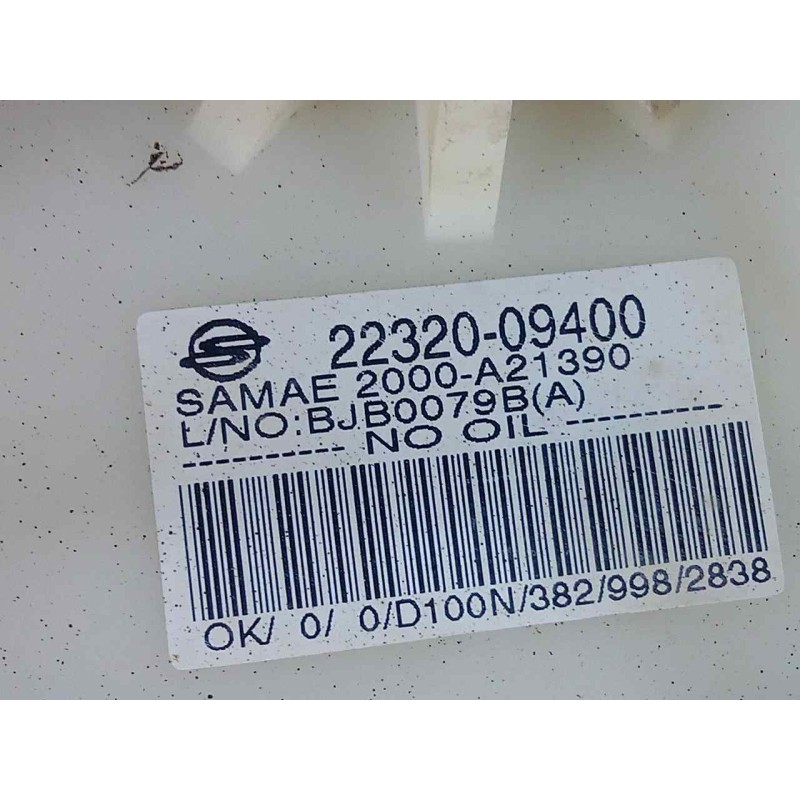 22320-09400
SAMAE 2000-A21390
L/NO:BJB0079B(A)
---------- NO OIL ----------
OK/ 0/ 0/D100N/382/998/2838